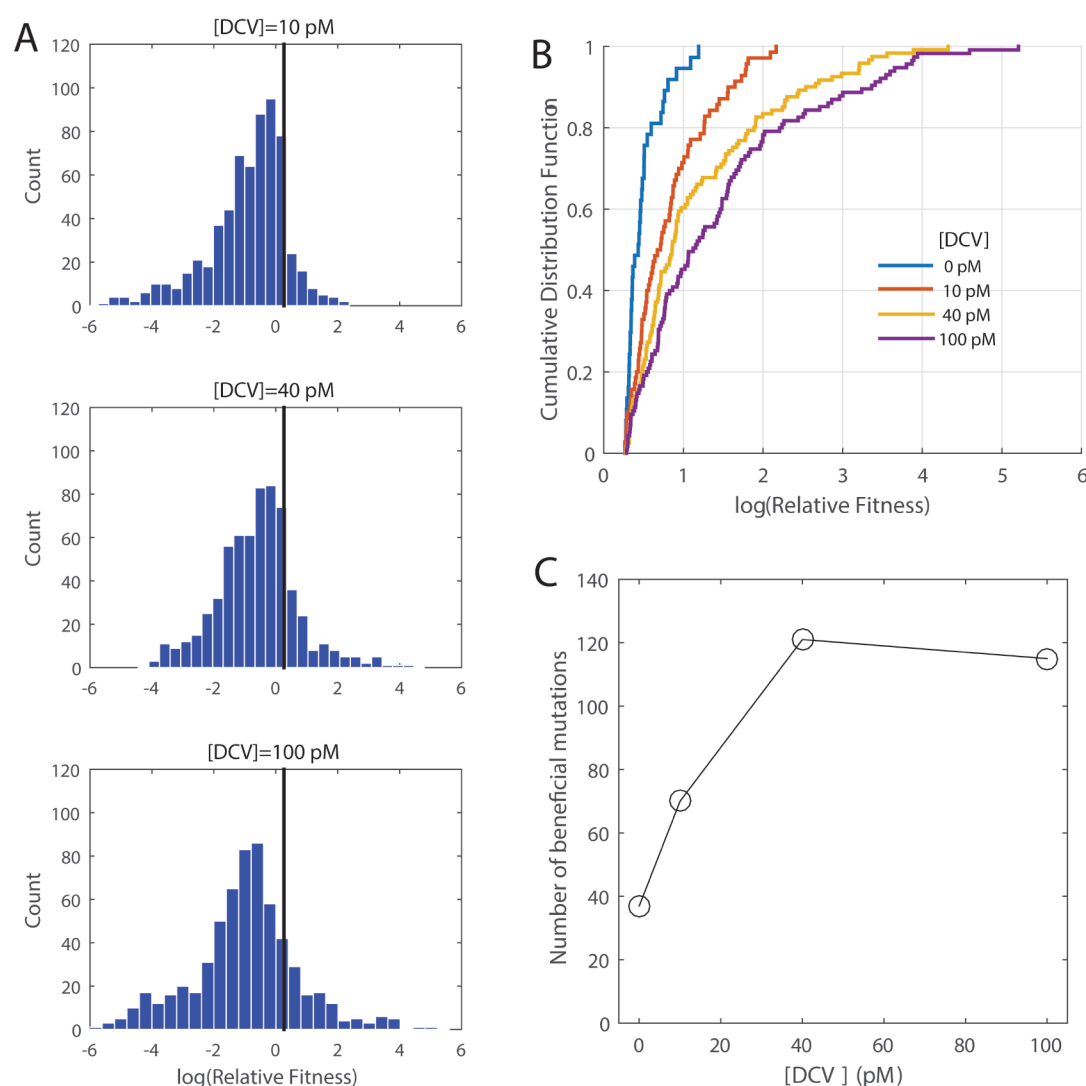 A
[DCV]=10 pM
120
100
80
60
40
20
0
Count
-6 -4 -2 0 2 4 6
[DCV]=40 pM
120
100
80
60
40
20
0
Count
-6 -4 -2 0 2 4 6
[DCV]=100 pM
120
100
80
60
40
20
0
Count
-6 -4 -2 0 2 4 6
log(Relative Fitness)
B
1
0.8
0.6
0.4
0.2
0
Cumulative Distribution Function
[DCV]
0 pM
10 pM
40 pM
100 pM
0 1 2 3 4 5 6
log(Relative Fitness)
C
140
120
100
80
60
40
20
0
Number of beneficial mutations
0 20 40 60 80 100
[DCV ] (pM)